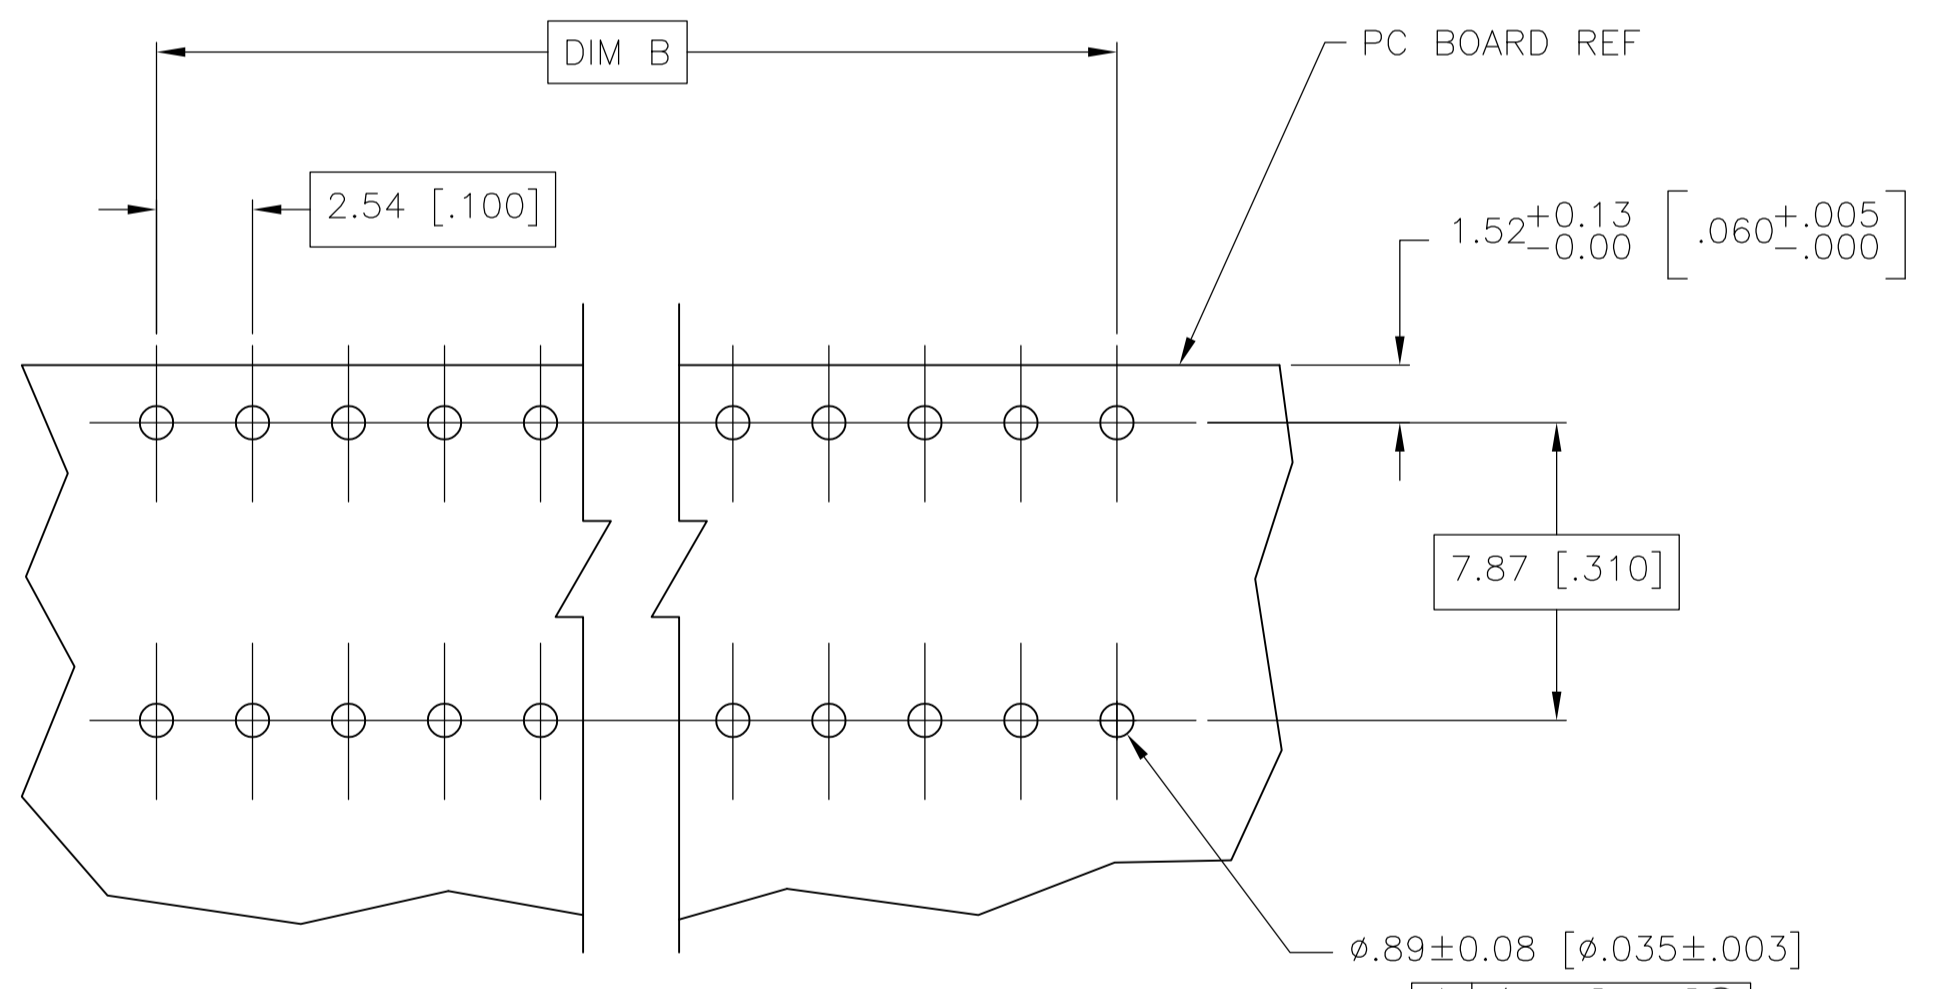 DIM B
PC BOARD REF
2.54 [.100]
1.52 +0.13 -0.00 [.060 +.005 -.000]
7.87 [.310]
ø.89±0.08 [ø.035±.003]